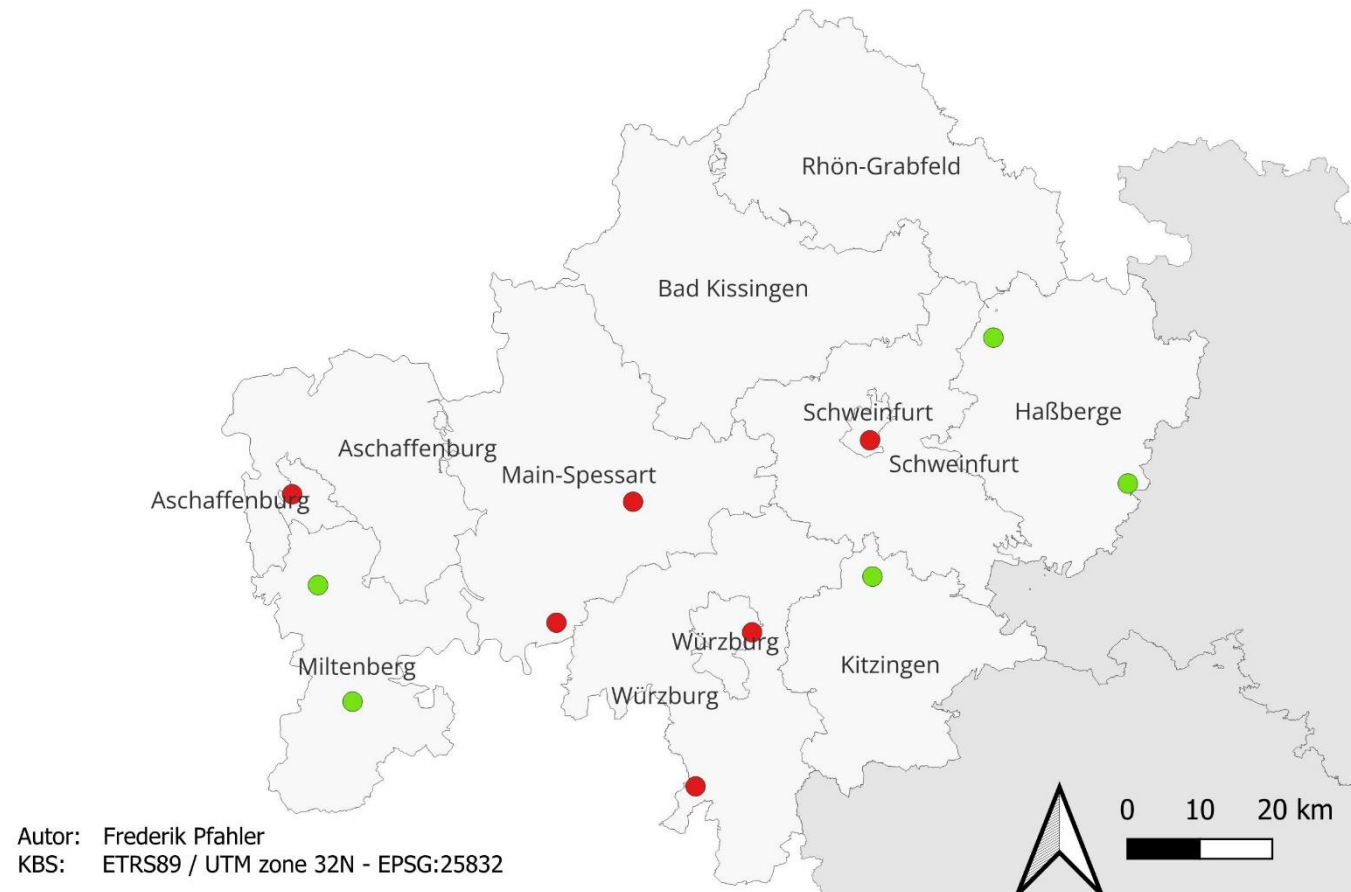 Rhön-Grabfeld
Bad Kissingen
Schweinfurt
Haßberge
Aschaffenburg
Schweinfurt
Main-Spessart
Aschaffenburg
Würzburg
Miltenberg
Kitzingen
Würzburg
0 10 20 km
Autor: Frederik Pfahler
KBS: ETRS89 / UTM zone 32N - EPSG:25832